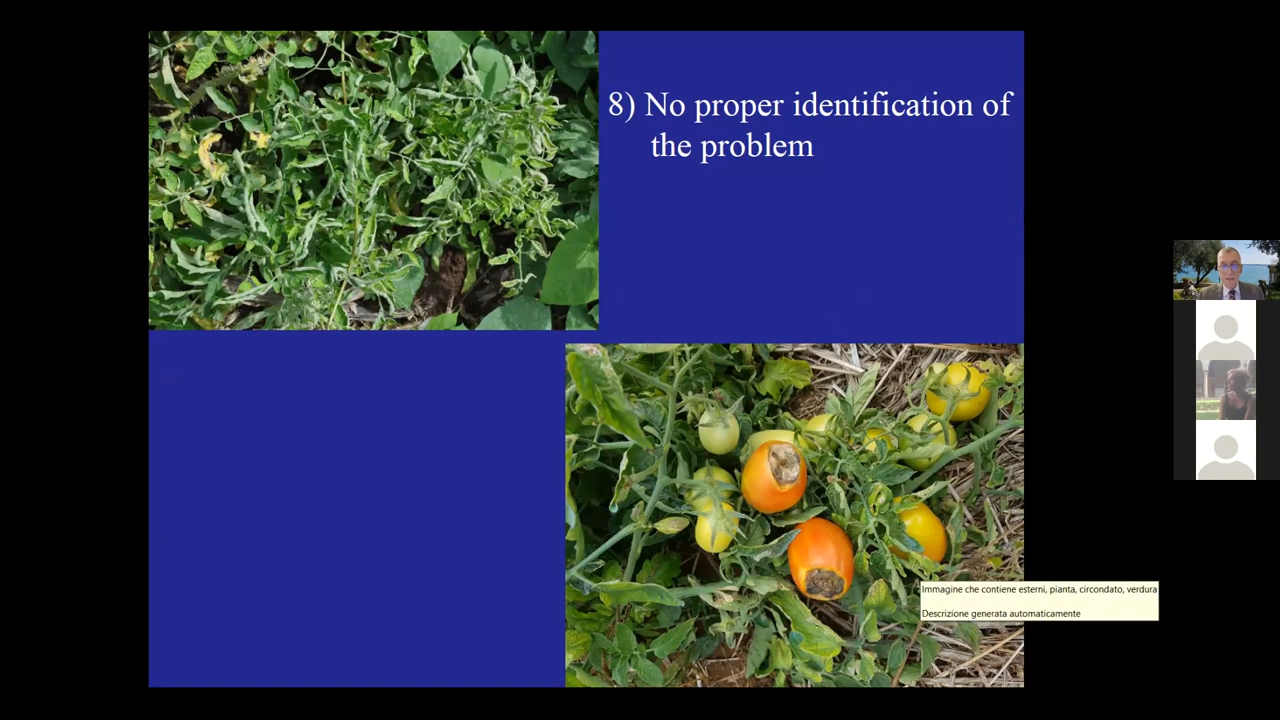 8) No proper identification of
the problem
Immagine che contiene esterni, pianta, circondato, verdura
Descrizione generata automaticamente